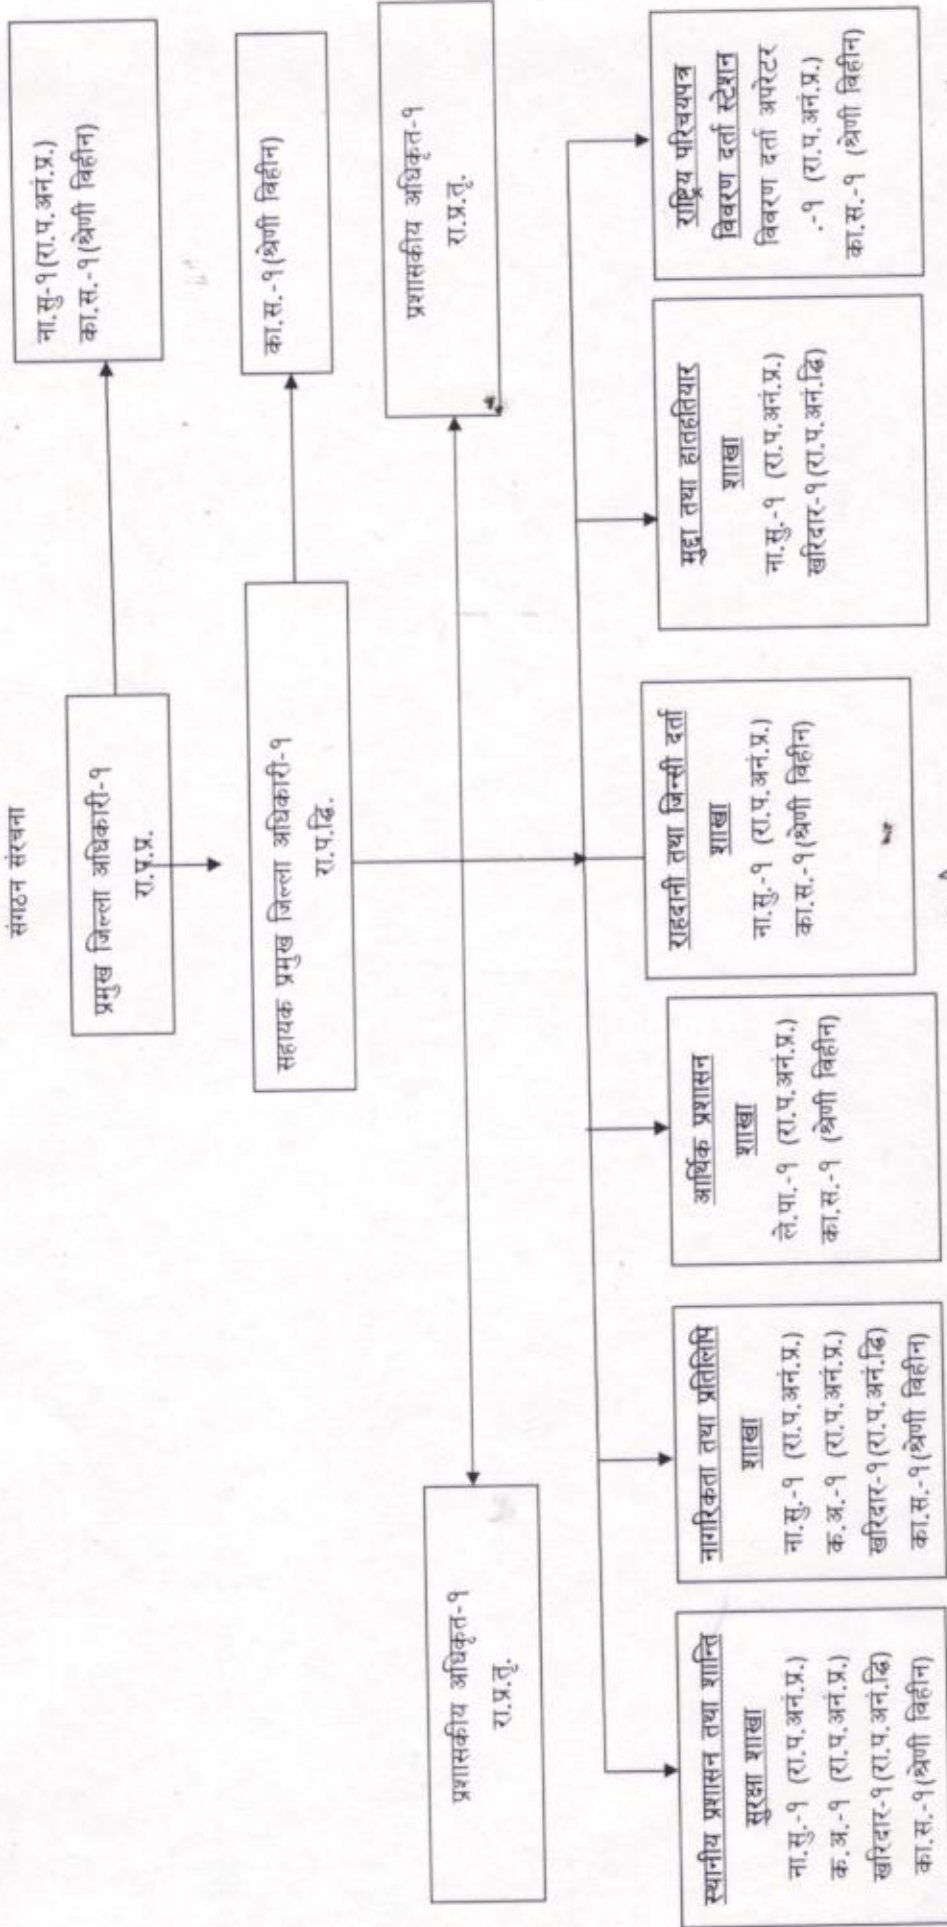 संगठन संरचना
प्रमुख जिल्ला अधिकारी-१
रा.प.प्र.
ना.सु-१(रा.प.अनं.प्र.)
का.स.-१(श्रेणी विहीन)
सहायक प्रमुख जिल्ला अधिकारी-१
रा.प.द्वि.
का.स.-१(श्रेणी विहीन)
प्रशासकीय अधिकृत-१
रा.प्र.तृ.
प्रशासकीय अधिकृत-१
रा.प्र.तृ.
स्थानीय प्रशासन तथा शान्ति
सुरक्षा शाखा
ना.सु.-१ (रा.प.अनं.प्र.)
क.अ.-१ (रा.प.अनं.प्र.)
खरिदार-१(रा.प.अनं.द्वि)
का.स.-१(श्रेणी विहीन)
नागरिकता तथा प्रतिलिपि
शाखा
ना.सु.-१ (रा.प.अनं.प्र.)
क.अ.-१ (रा.प.अनं.प्र.)
खरिदार-१(रा.प.अनं.द्वि)
का.स.-१(श्रेणी विहीन)
आर्थिक प्रशासन
शाखा
ले.पा.-१ (रा.प.अनं.प्र.)
का.स.-१ (श्रेणी विहीन)
राहदानी तथा जिन्सी दर्ता
शाखा
ना.सु.-१ (रा.प.अनं.प्र.)
का.स.-१(श्रेणी विहीन)
मुद्दा तथा हातहतियार
शाखा
ना.सु.-१ (रा.प.अनं.प्र.)
खरिदार-१(रा.प.अनं.द्वि)
राष्ट्रिय परिचयपत्र
विवरण दर्ता स्टेशन
विवरण दर्ता अपरेटर
.-१ (रा.प.अनं.प्र.)
का.स.-१ (श्रेणी विहीन)